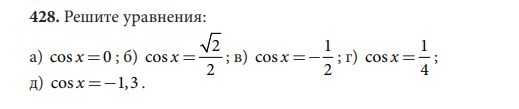 428. Решите уравнения:
а) cos x = 0 ; б) cos x = √2/2 ; в) cos x = −1/2 ; г) cos x = 1/4 ;
д) cos x = −1,3 .